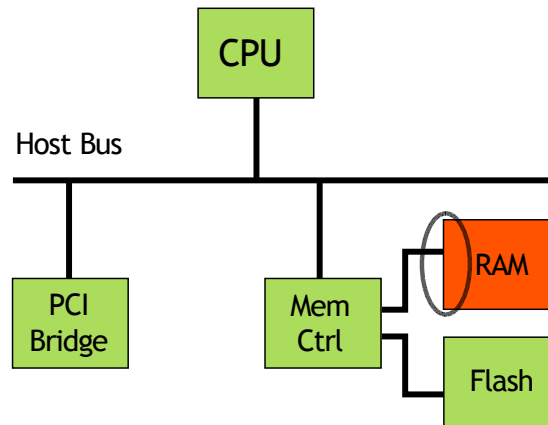 CPU
Host Bus
PCI
Bridge
Mem
Ctrl
RAM
Flash